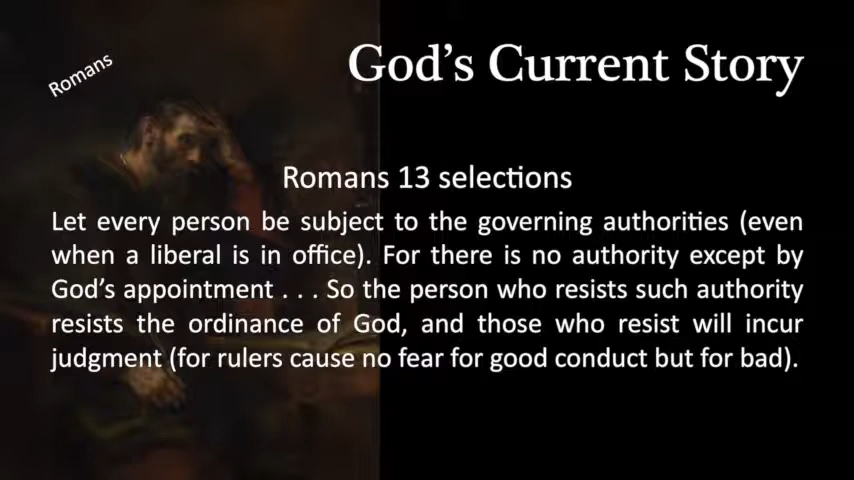 Romans
God's Current Story
Romans 13 selections
Let every person be subject to the governing authorities (even
when a liberal is in office). For there is no authority except by
God's appointment . . . So the person who resists such authority
resists the ordinance of God, and those who resist will incur
judgment (for rulers cause no fear for good conduct but for bad).